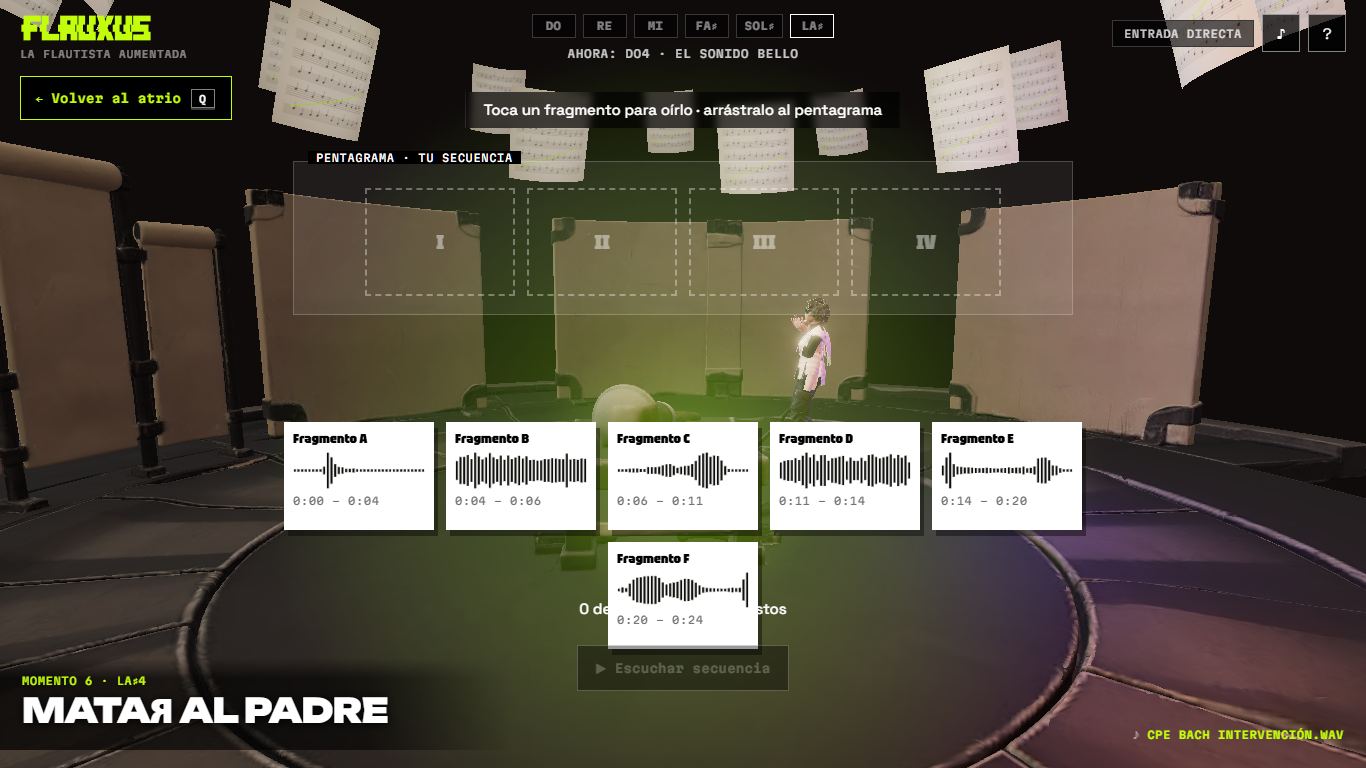 FLAUXUS
LA FLAUTISTA AUMENTADA
← Volver al atrio Q
DO RE MI FA♯ SOL♯ LA♯
AHORA: DO4 · EL SONIDO BELLO
ENTRADA DIRECTA ♪ ?
Toca un fragmento para oírlo · arrástralo al pentagrama
PENTAGRAMA · TU SECUENCIA
I II III IV
Fragmento A
0:00 – 0:04
Fragmento B
0:04 – 0:06
Fragmento C
0:06 – 0:11
Fragmento D
0:11 – 0:14
Fragmento E
0:14 – 0:20
Fragmento F
0:20 – 0:24
0 de
▶ Escuchar secuencia
MOMENTO 6 · LA♯4
MATAR AL PADRE
♪ CPE BACH INTERVENCIÓN.WAV